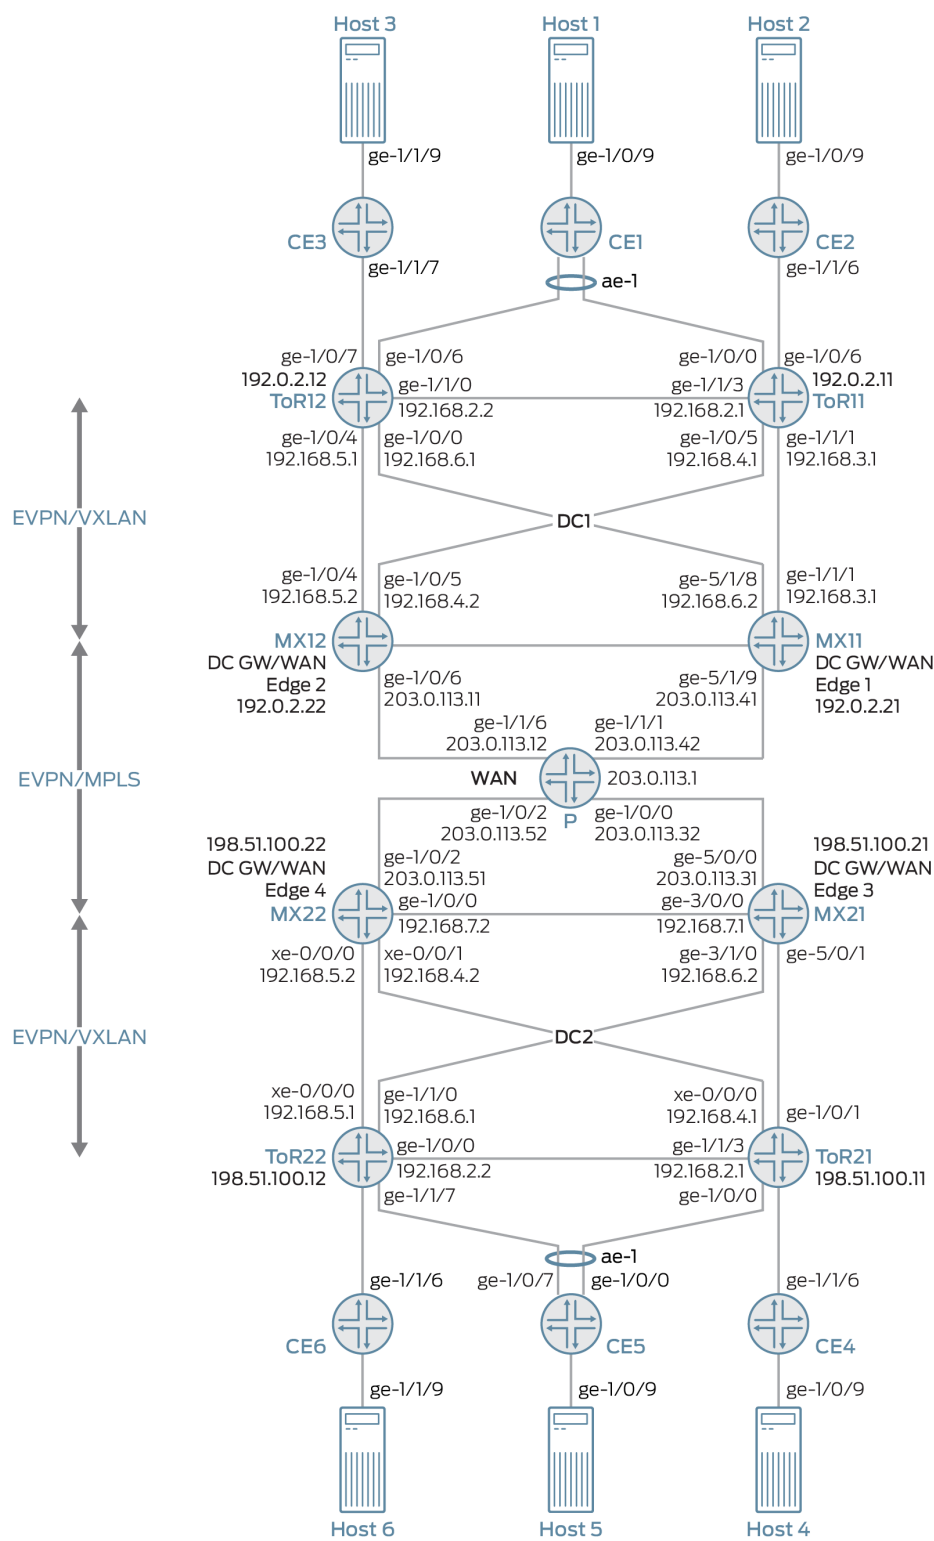 Host 3
Host 1
Host 2
ge-1/1/9
ge-1/0/9
ge-1/0/9
CE3
CE1
CE2
ge-1/1/7
ae-1
ge-1/1/6
ge-1/0/7
ge-1/0/6
ge-1/0/0
ge-1/0/6
192.0.2.12
ge-1/1/0
ge-1/1/3
192.0.2.11
ToR12
192.168.2.2
192.168.2.1
ToR11
ge-1/0/4
ge-1/0/0
ge-1/0/5
ge-1/1/1
192.168.5.1
192.168.6.1
192.168.4.1
192.168.3.1
EVPN/VXLAN
DC1
ge-1/0/4
ge-1/0/5
ge-5/1/8
ge-1/1/1
192.168.5.2
192.168.4.2
192.168.6.2
192.168.3.1
MX12
MX11
DC GW/WAN
Edge 2
192.0.2.22
DC GW/WAN
Edge 1
192.0.2.21
ge-1/0/6
203.0.113.11
ge-5/1/9
203.0.113.41
ge-1/1/6
203.0.113.12
ge-1/1/1
203.0.113.42
EVPN/MPLS
WAN
203.0.113.1
P
ge-1/0/2
203.0.113.52
ge-1/0/0
203.0.113.32
198.51.100.22
DC GW/WAN
Edge 4
MX22
198.51.100.21
DC GW/WAN
Edge 3
MX21
ge-1/0/2
203.0.113.51
ge-5/0/0
203.0.113.31
ge-1/0/0
192.168.7.2
ge-3/0/0
192.168.7.1
xe-0/0/0
192.168.5.2
xe-0/0/1
192.168.4.2
ge-3/1/0
192.168.6.2
ge-5/0/1
EVPN/VXLAN
DC2
xe-0/0/0
192.168.5.1
ge-1/1/0
192.168.6.1
xe-0/0/0
192.168.4.1
ge-1/0/1
ToR22
198.51.100.12
ge-1/0/0
192.168.2.2
ge-1/1/3
192.168.2.1
ToR21
198.51.100.11
ge-1/1/7
ge-1/0/0
ae-1
ge-1/1/6
ge-1/0/7
ge-1/0/0
ge-1/1/6
CE6
CE5
CE4
ge-1/1/9
ge-1/0/9
ge-1/0/9
Host 6
Host 5
Host 4